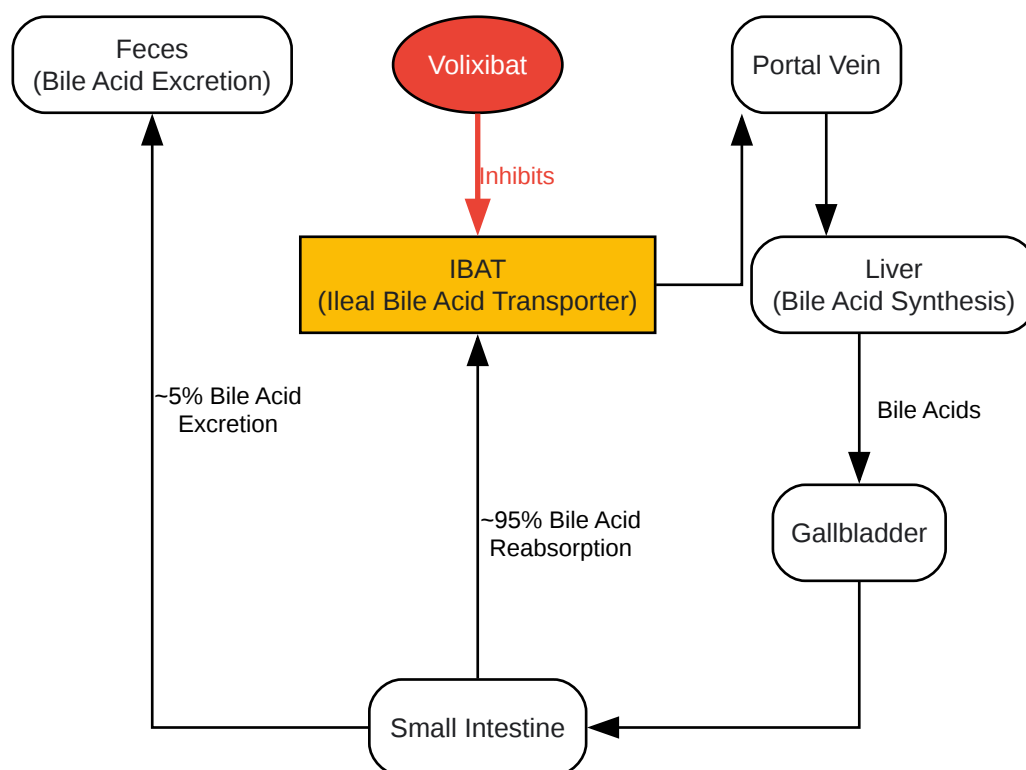 Feces
(Bile Acid Excretion)
Volixibat
Portal Vein
Inhibits
IBAT
(Ileal Bile Acid Transporter)
Liver
(Bile Acid Synthesis)
~5% Bile Acid
Excretion
Bile Acids
~95% Bile Acid
Reabsorption
Gallbladder
Small Intestine